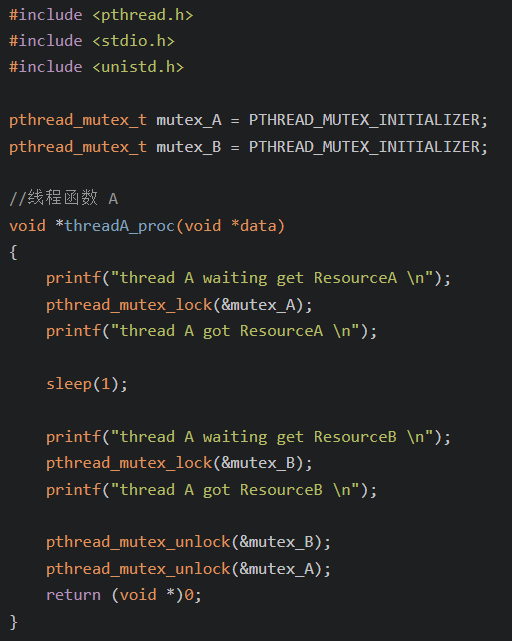 #include <pthread.h>
#include <stdio.h>
#include <unistd.h>

pthread_mutex_t mutex_A = PTHREAD_MUTEX_INITIALIZER;
pthread_mutex_t mutex_B = PTHREAD_MUTEX_INITIALIZER;

//线程函数 A
void *threadA_proc(void *data)
{
    printf("thread A waiting get ResourceA \n");
    pthread_mutex_lock(&mutex_A);
    printf("thread A got ResourceA \n");

    sleep(1);

    printf("thread A waiting get ResourceB \n");
    pthread_mutex_lock(&mutex_B);
    printf("thread A got ResourceB \n");

    pthread_mutex_unlock(&mutex_B);
    pthread_mutex_unlock(&mutex_A);
    return (void *)0;
}